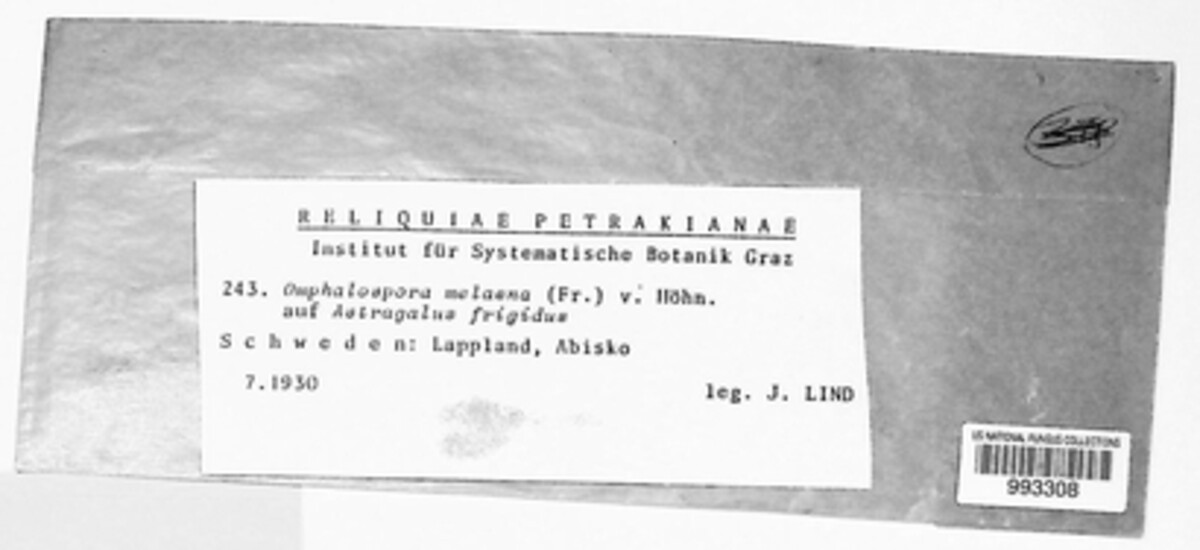 RELIQUIAE PETRAKIANAE
Institut für Systematische Botanik Graz
243. Omphalospora melaena (Fr.) v. Höhn.
auf Astragalus frigidus
Schweden: Lappland, Abisko
7.1930
leg. J. LIND
US NATIONAL FUNGUS COLLECTIONS
993308